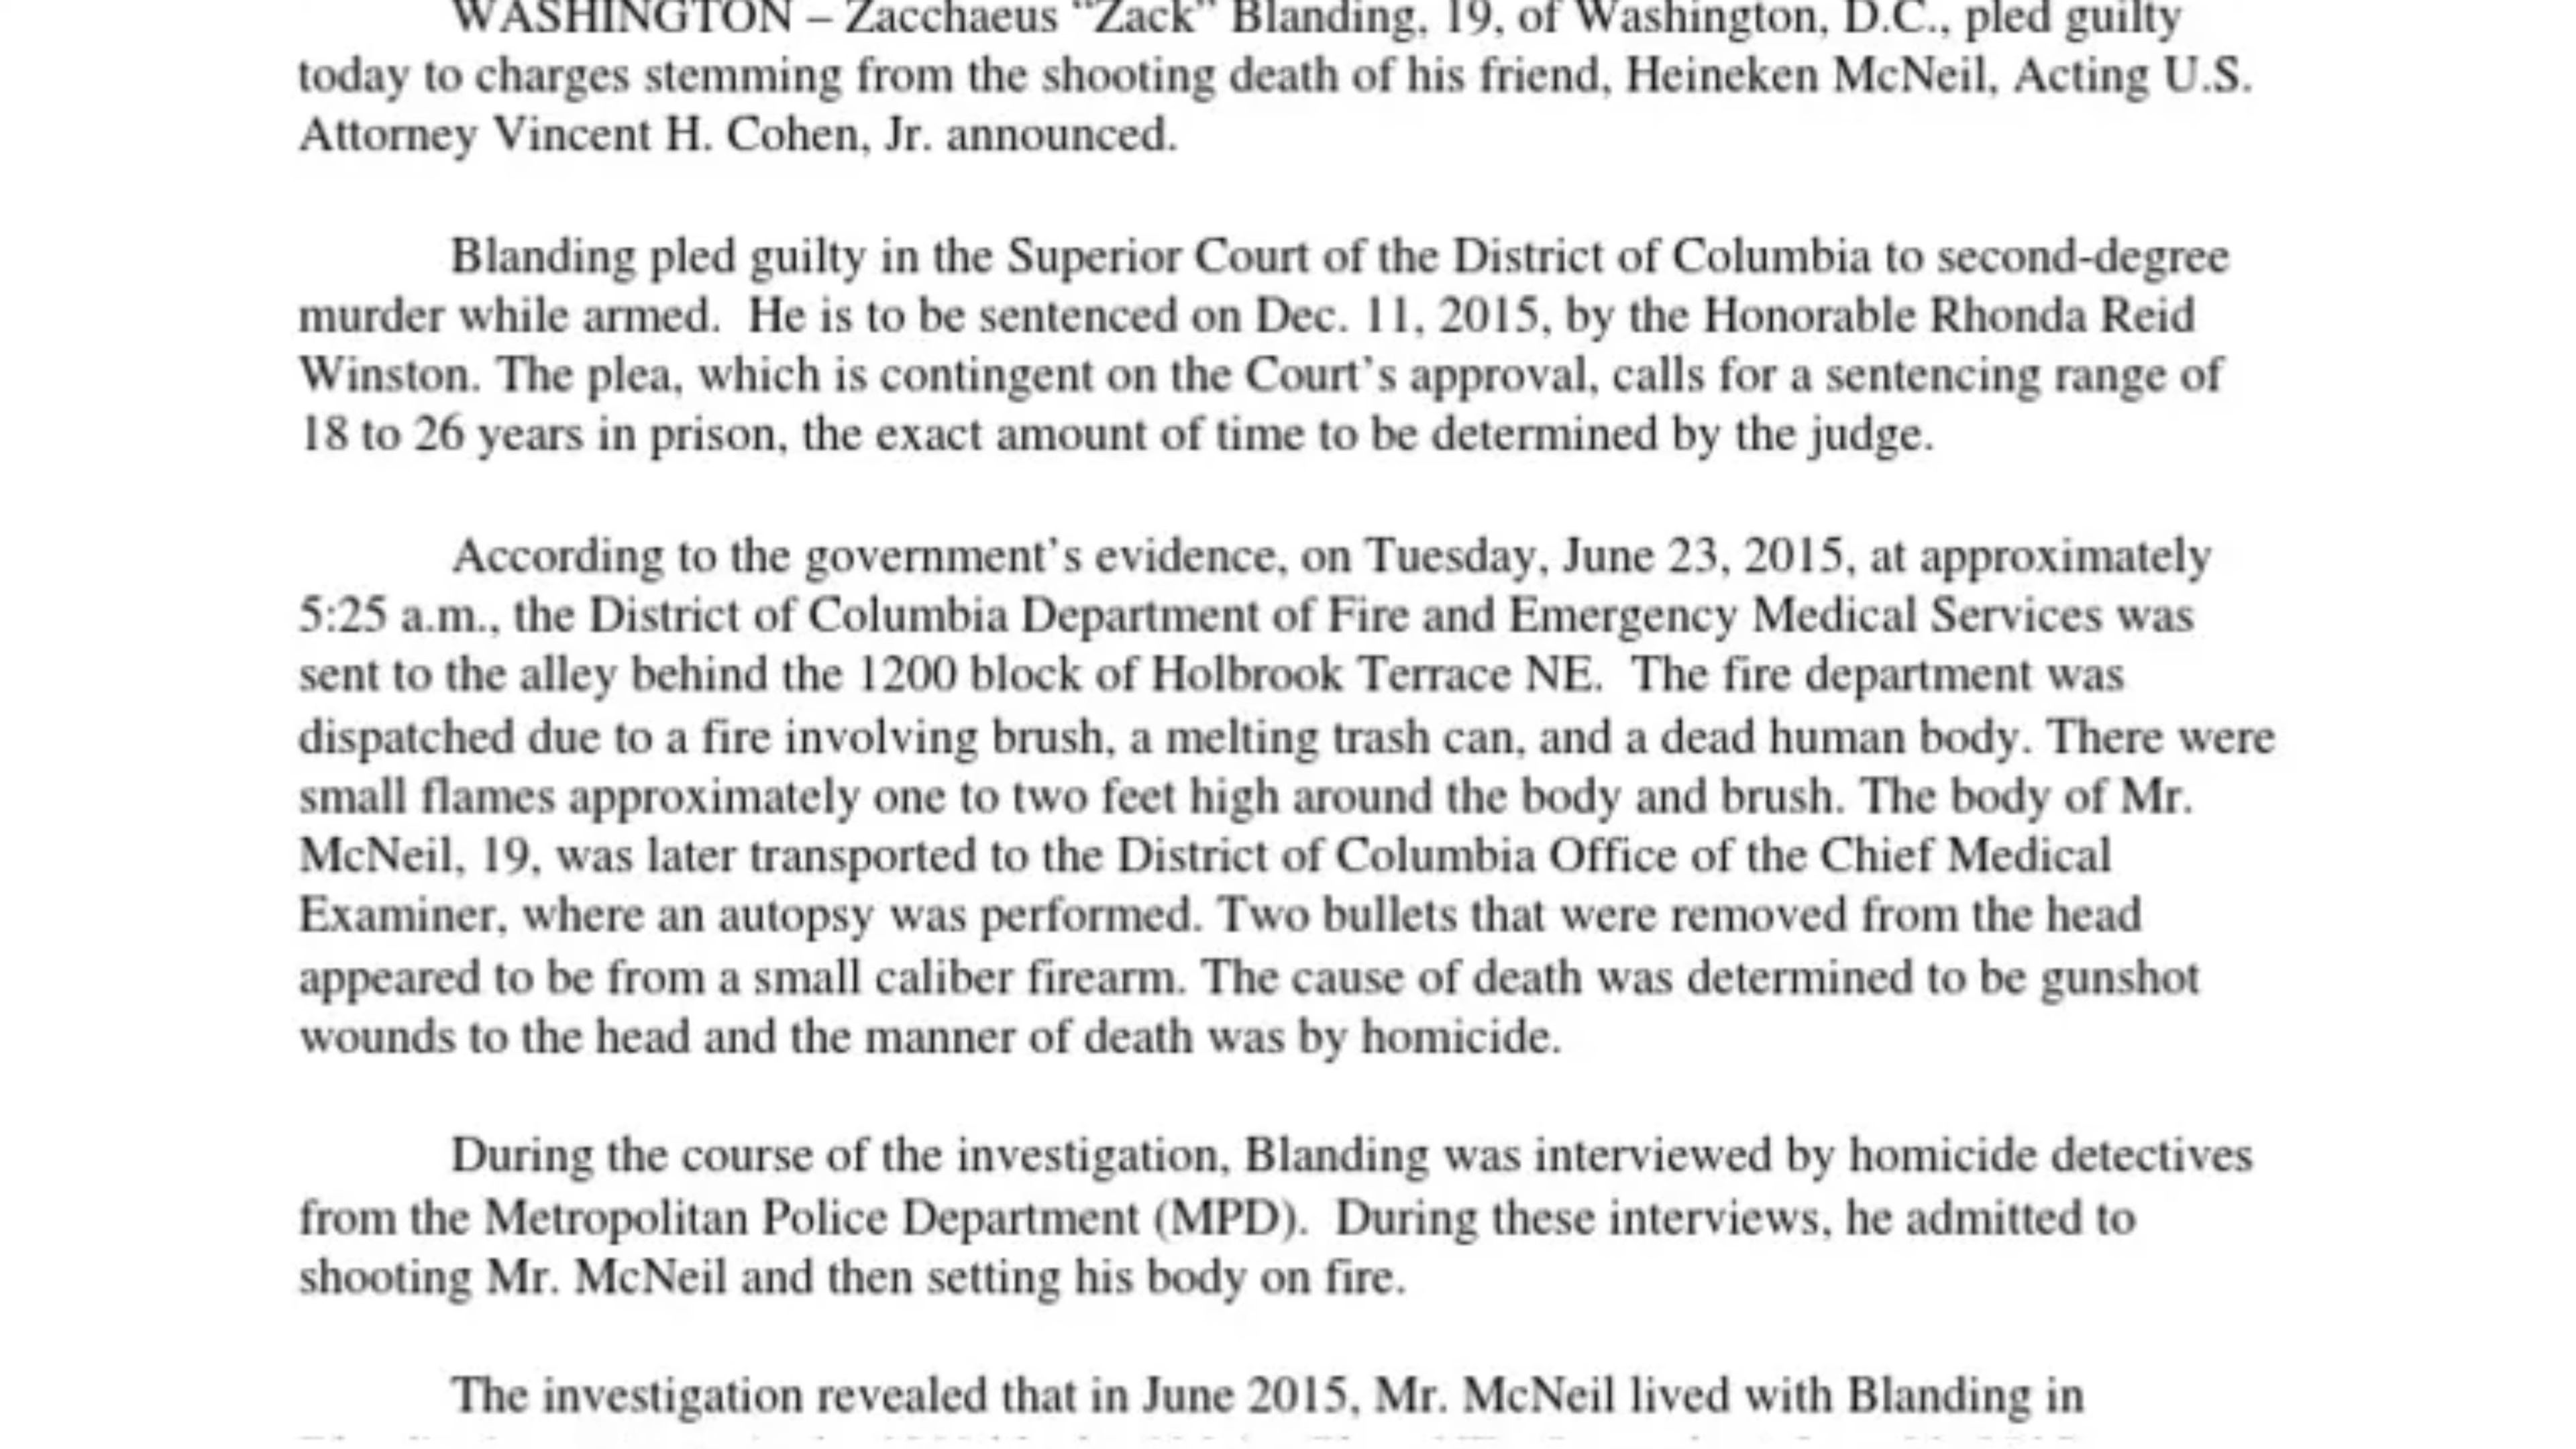 WASHINGTON – Zacchaeus “Zack” Blanding, 19, of Washington, D.C., pled guilty
today to charges stemming from the shooting death of his friend, Heineken McNeil, Acting U.S.
Attorney Vincent H. Cohen, Jr. announced.
Blanding pled guilty in the Superior Court of the District of Columbia to second-degree
murder while armed.  He is to be sentenced on Dec. 11, 2015, by the Honorable Rhonda Reid
Winston. The plea, which is contingent on the Court’s approval, calls for a sentencing range of
18 to 26 years in prison, the exact amount of time to be determined by the judge.
According to the government’s evidence, on Tuesday, June 23, 2015, at approximately
5:25 a.m., the District of Columbia Department of Fire and Emergency Medical Services was
sent to the alley behind the 1200 block of Holbrook Terrace NE.  The fire department was
dispatched due to a fire involving brush, a melting trash can, and a dead human body. There were
small flames approximately one to two feet high around the body and brush. The body of Mr.
McNeil, 19, was later transported to the District of Columbia Office of the Chief Medical
Examiner, where an autopsy was performed. Two bullets that were removed from the head
appeared to be from a small caliber firearm. The cause of death was determined to be gunshot
wounds to the head and the manner of death was by homicide.
During the course of the investigation, Blanding was interviewed by homicide detectives
from the Metropolitan Police Department (MPD).  During these interviews, he admitted to
shooting Mr. McNeil and then setting his body on fire.
The investigation revealed that in June 2015, Mr. McNeil lived with Blanding in